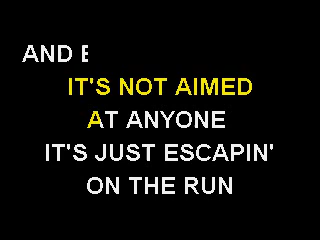 AND
IT'S NOT AIMED
AT ANYONE
IT'S JUST ESCAPIN'
ON THE RUN